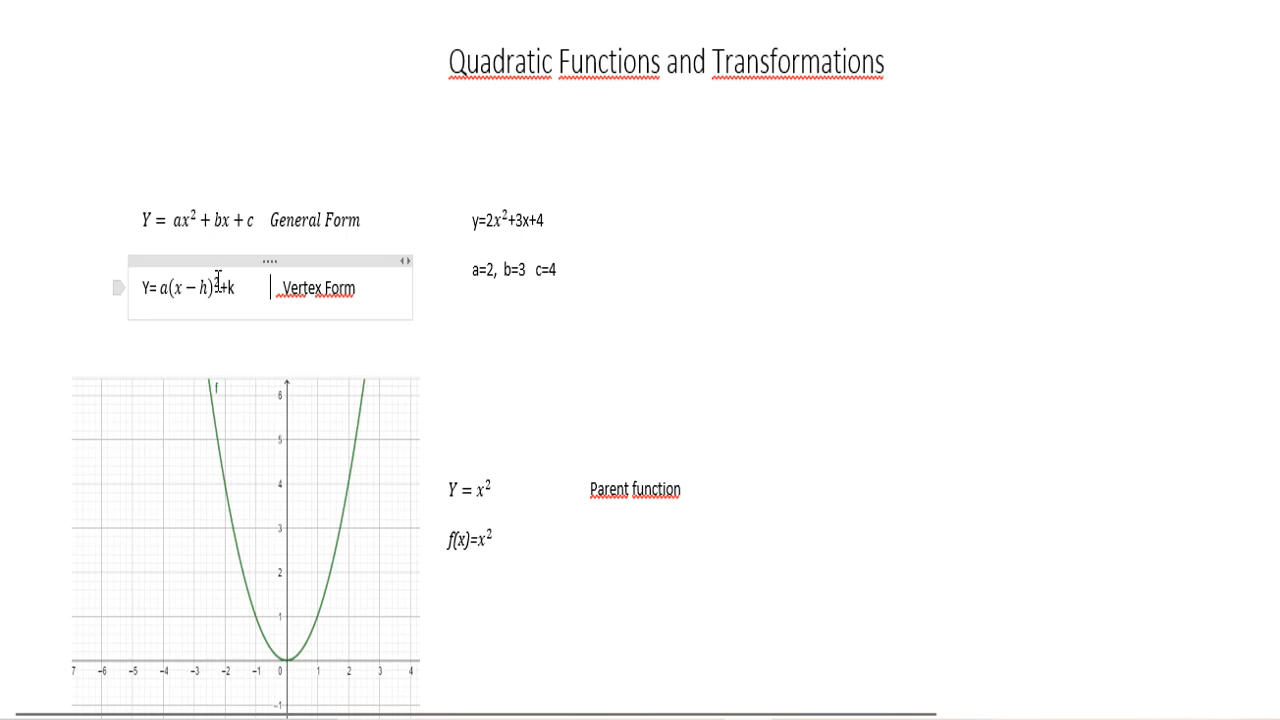 Quadratic Functions and Transformations
Y = ax² + bx + c General Form
y=2x²+3x+4
a=2, b=3 c=4
Y= a(x − h)²+k Vertex Form
f
6
5
4
3
2
1
7 −6 −5 −4 −3 −2 −1 0 1 2 3 4
−1
Y = x² Parent function
f(x)=x²